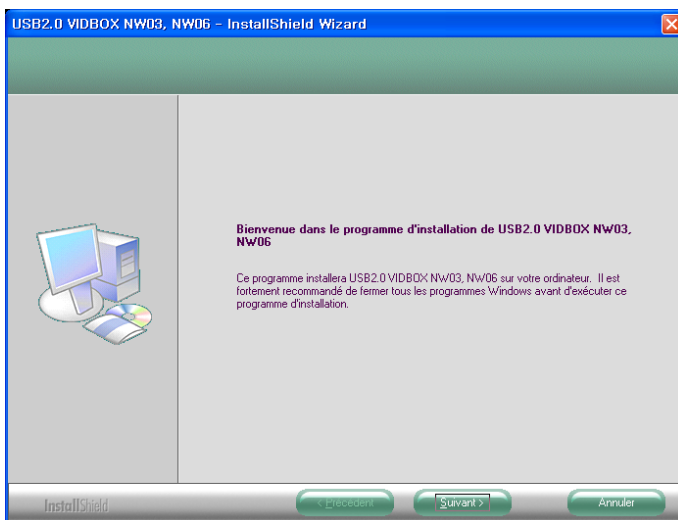 USB2.0 VIDBOX NW03, NW06 - InstallShield Wizard
Bienvenue dans le programme d'installation de USB2.0 VIDBOX NW03,
NW06
Ce programme installera USB2.0 VIDBOX NW03, NW06 sur votre ordinateur. Il est
fortement recommandé de fermer tous les programmes Windows avant d'exécuter ce
programme d'installation.
InstallShield
< Précédent
Suivant >
Annuler